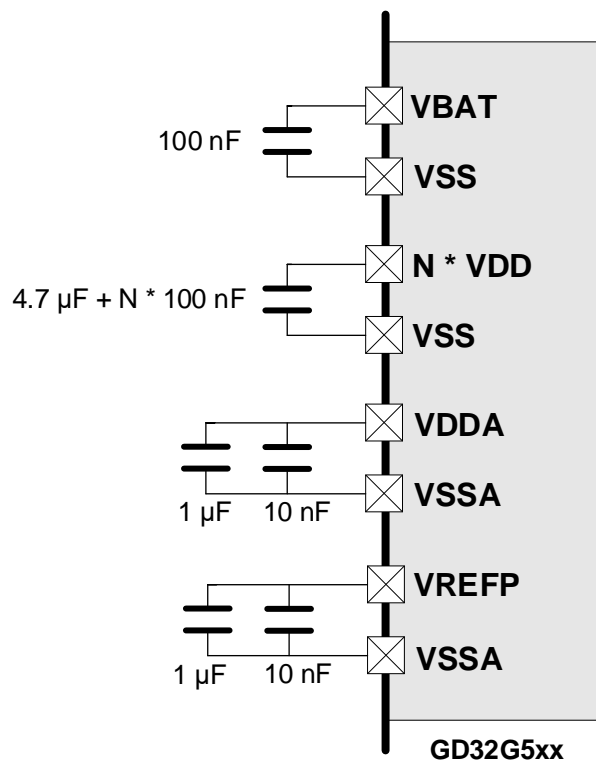 VBAT
100 nF
VSS
N * VDD
4.7 µF + N * 100 nF
VSS
VDDA
1 µF 10 nF
VSSA
VREFP
1 µF 10 nF
VSSA
GD32G5xx